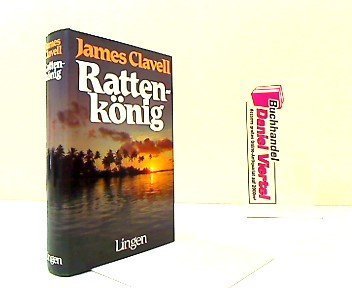 James Clavell
Ratten-
könig
Lingen
James
Clavell
Ratten-
könig
Lingen
Buchhandel
Daniel Viertel